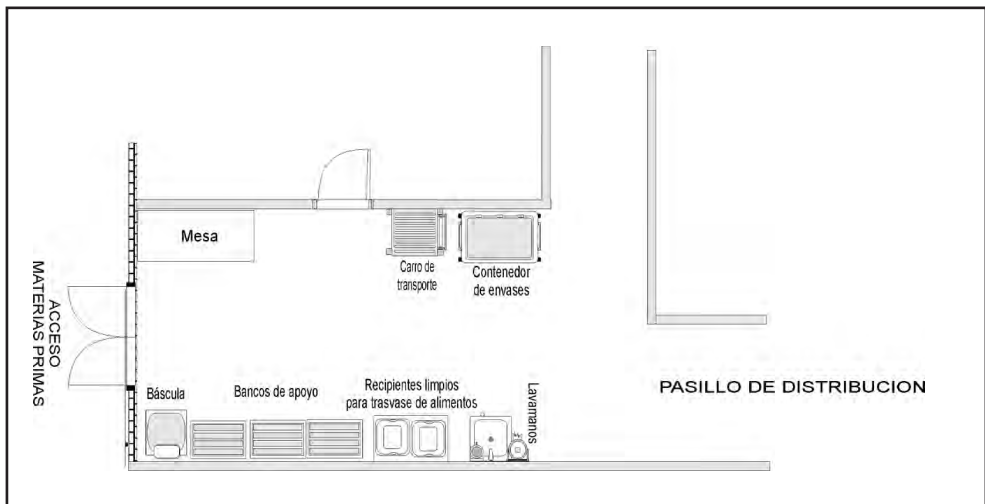 Mesa
Carro de
transporte
Contenedor
de envases
ACCESO
MATERIAS PRIMAS
Báscula
Bancos de apoyo
Recipientes limpios
para trasvase de alimentos
Lavamanos
PASILLO DE DISTRIBUCION